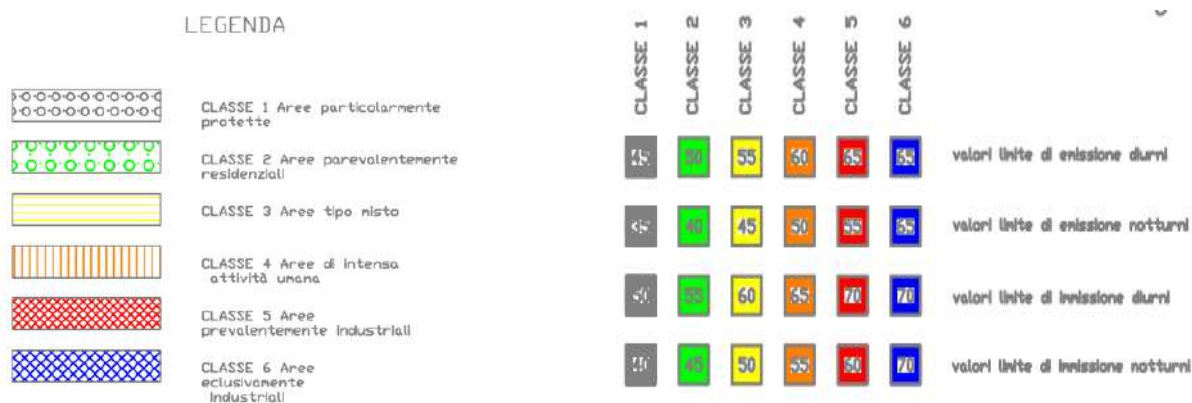 LEGENDA
CLASSE 1 Aree particolarmente
protette
CLASSE 2 Aree parevalentemente
residenziali
CLASSE 3 Aree tipo misto
CLASSE 4 Aree di intensa
attività umana
CLASSE 5 Aree
prevalentemente industriali
CLASSE 6 Aree
eclusivamente
industriali
CLASSE 1 CLASSE 2 CLASSE 3 CLASSE 4 CLASSE 5 CLASSE 6
45 50 55 60 65 65 valori limite di emissione diurni
35 40 45 50 55 65 valori limite di emissione notturni
50 55 60 65 70 70 valori limite di immissione diurni
40 45 50 55 60 70 valori limite di immissione notturni